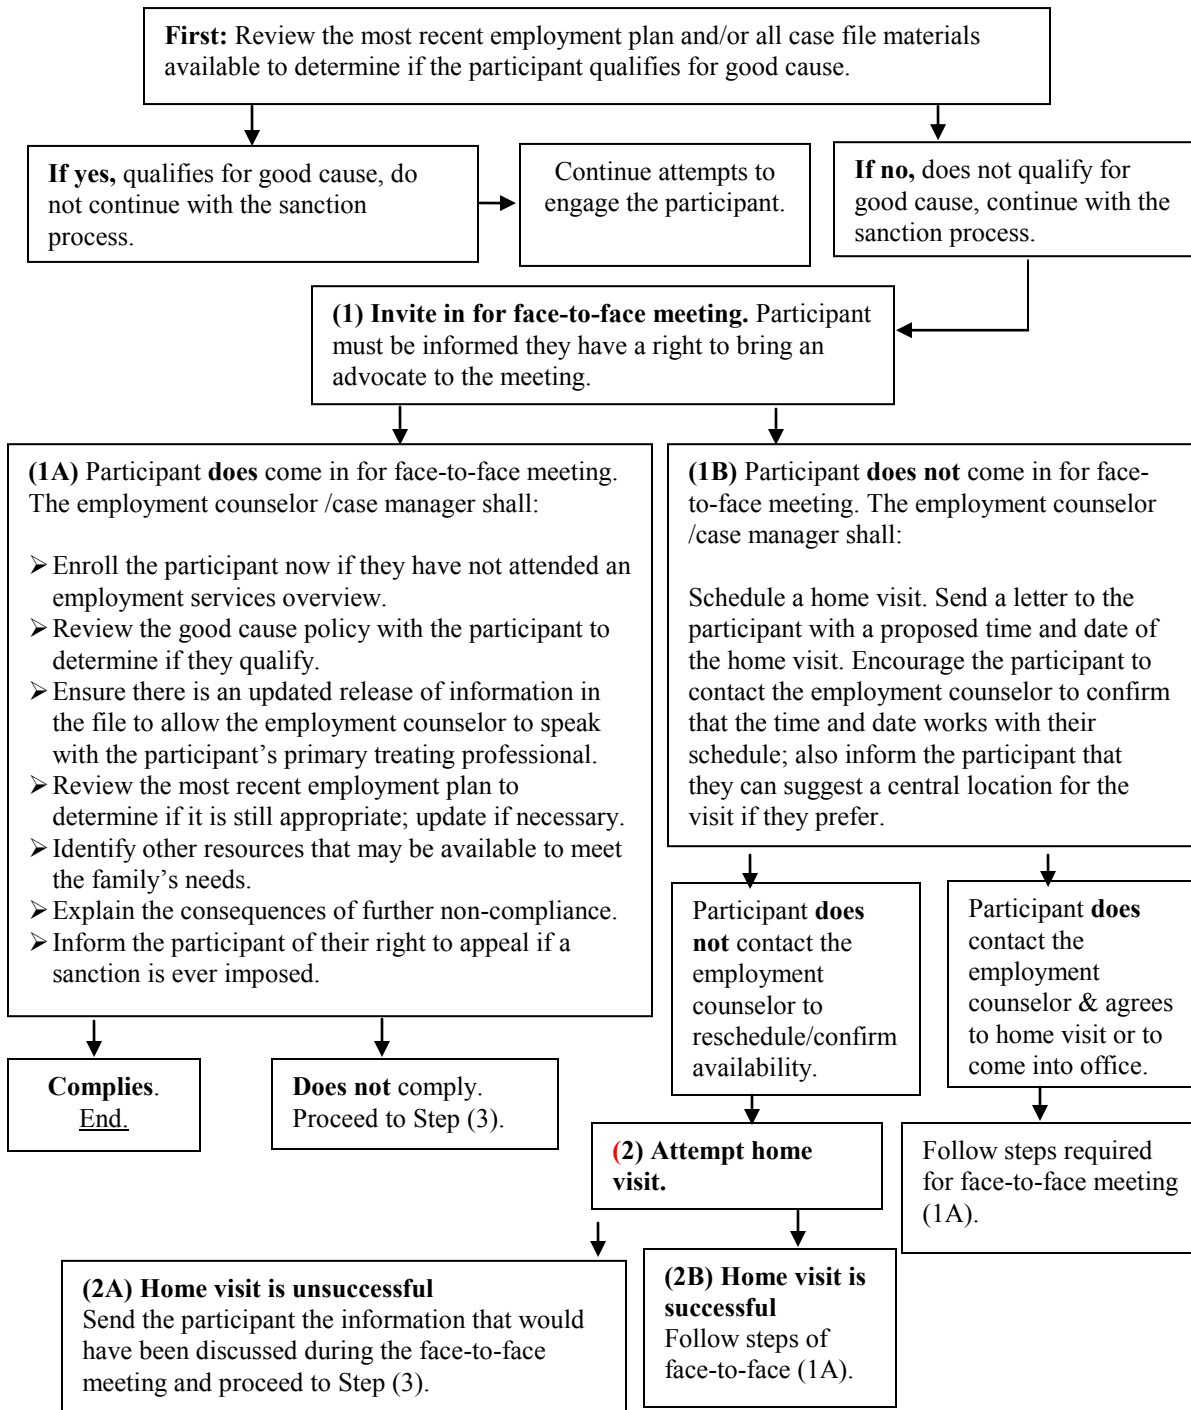 First: Review the most recent employment plan and/or all case file materials
available to determine if the participant qualifies for good cause.
If yes, qualifies for good cause, do
not continue with the sanction
process.
Continue attempts to
engage the participant.
If no, does not qualify for
good cause, continue with the
sanction process.
(1) Invite in for face-to-face meeting. Participant
must be informed they have a right to bring an
advocate to the meeting.
(1A) Participant does come in for face-to-face meeting.
The employment counselor /case manager shall:
➢ Enroll the participant now if they have not attended an
employment services overview.
➢ Review the good cause policy with the participant to
determine if they qualify.
➢ Ensure there is an updated release of information in
the file to allow the employment counselor to speak
with the participant’s primary treating professional.
➢ Review the most recent employment plan to
determine if it is still appropriate; update if necessary.
➢ Identify other resources that may be available to meet
the family’s needs.
➢ Explain the consequences of further non-compliance.
➢ Inform the participant of their right to appeal if a
sanction is ever imposed.
(1B) Participant does not come in for face-
to-face meeting. The employment counselor
/case manager shall:
Schedule a home visit. Send a letter to the
participant with a proposed time and date of
the home visit. Encourage the participant to
contact the employment counselor to confirm
that the time and date works with their
schedule; also inform the participant that
they can suggest a central location for the
visit if they prefer.
Complies.
End.
Does not comply.
Proceed to Step (3).
Participant does
not contact the
employment
counselor to
reschedule/confirm
availability.
Participant does
contact the
employment
counselor & agrees
to home visit or to
come into office.
(2) Attempt home
visit.
Follow steps required
for face-to-face meeting
(1A).
(2A) Home visit is unsuccessful
Send the participant the information that would
have been discussed during the face-to-face
meeting and proceed to Step (3).
(2B) Home visit is
successful
Follow steps of
face-to-face (1A).